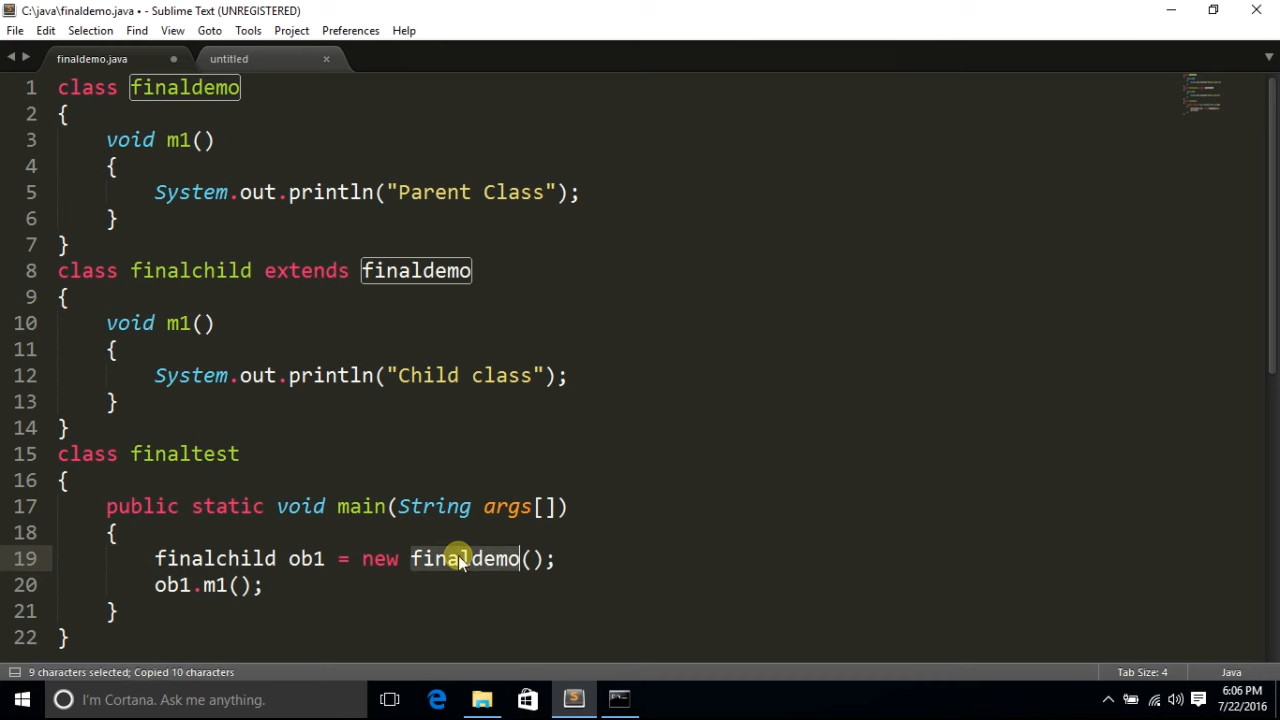 C:\java\finaldemo.java • - Sublime Text (UNREGISTERED)
File Edit Selection Find View Goto Tools Project Preferences Help
finaldemo.java untitled
1 class finaldemo
2 {
3 void m1()
4 {
5 System.out.println("Parent Class");
6 }
7 }
8 class finalchild extends finaldemo
9 {
10 void m1()
11 {
12 System.out.println("Child class");
13 }
14 }
15 class finaltest
16 {
17 public static void main(String args[])
18 {
19 finalchild ob1 = new finaldemo();
20 ob1.m1();
21 }
22 }
9 characters selected; Copied 10 characters Tab Size: 4 Java
I'm Cortana. Ask me anything. 6:06 PM
7/22/2016